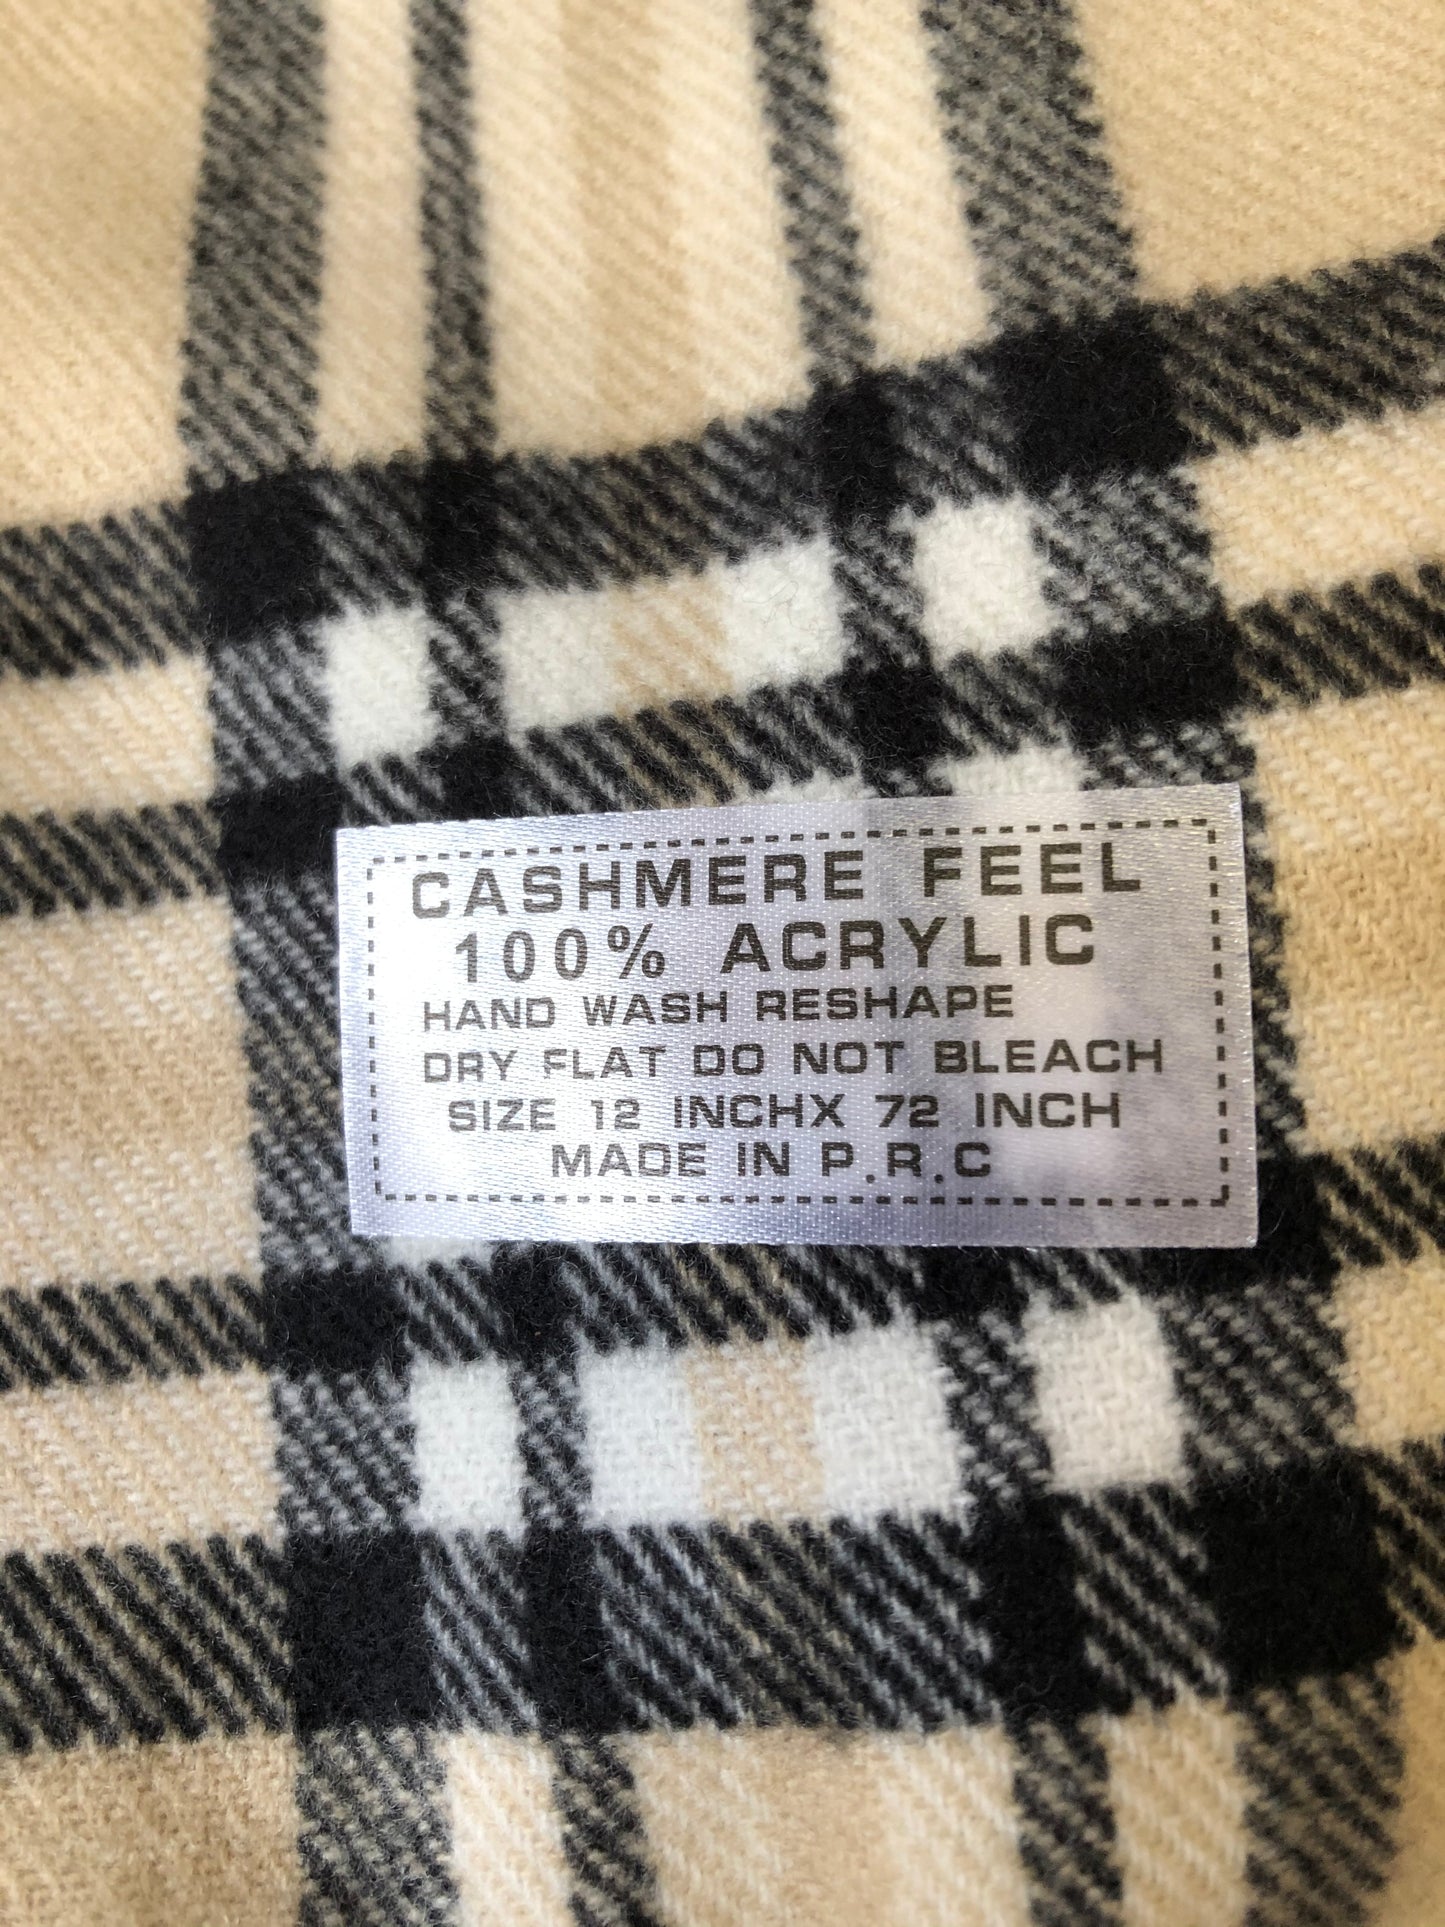 CASHMERE FEEL
100% ACRYLIC
HAND WASH RESHAPE
DRY FLAT DO NOT BLEACH
SIZE 12 INCHX 72 INCH
MADE IN P.R.C